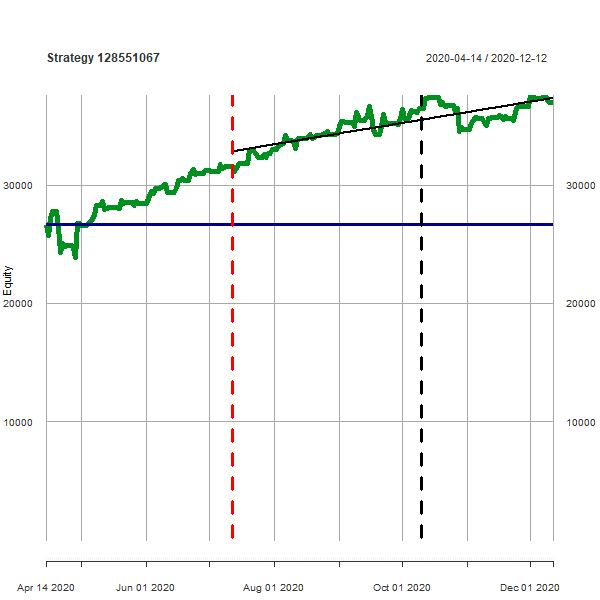 Strategy 128551067
2020-04-14 / 2020-12-12
Equity
30000
30000
20000
20000
10000
10000
Apr 14 2020
Jun 01 2020
Aug 01 2020
Oct 01 2020
Dec 01 2020